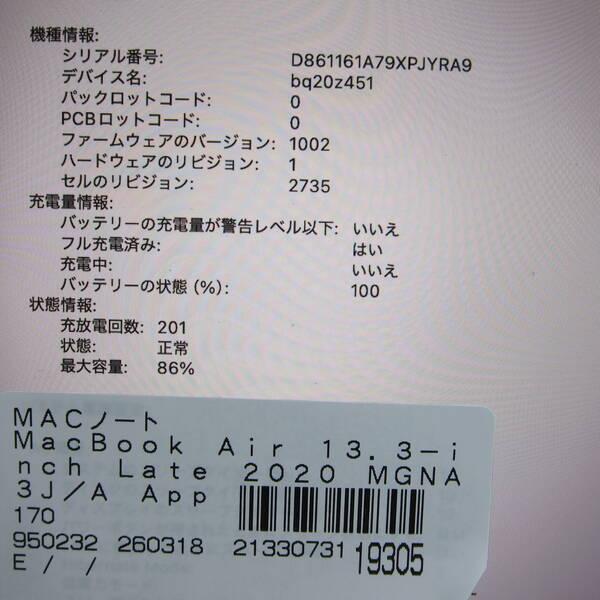 機種情報:
シリアル番号: D861161A79XPJYRA9
デバイス名: bq20z451
パックロットコード: 0
PCBロットコード: 0
ファームウェアのバージョン: 1002
ハードウェアのリビジョン: 1
セルのリビジョン: 2735
充電量情報:
バッテリーの充電量が警告レベル以下: いいえ
フル充電済み: はい
充電中: いいえ
バッテリーの状態 (%): 100
状態情報:
充放電回数: 201
状態: 正常
最大容量: 86%
MACノート
MacBook Air 13.3-i
nch Late 2020 MGNA
3J/A App
170
950232 260318 21330731 19305
E / /